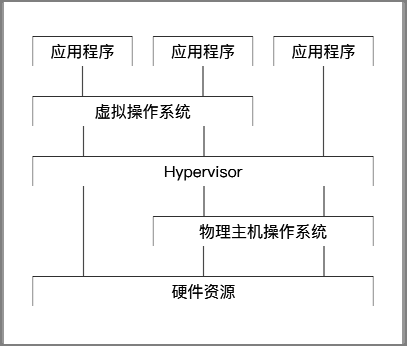 应用程序 应用程序 应用程序
虚拟操作系统
Hypervisor
物理主机操作系统
硬件资源